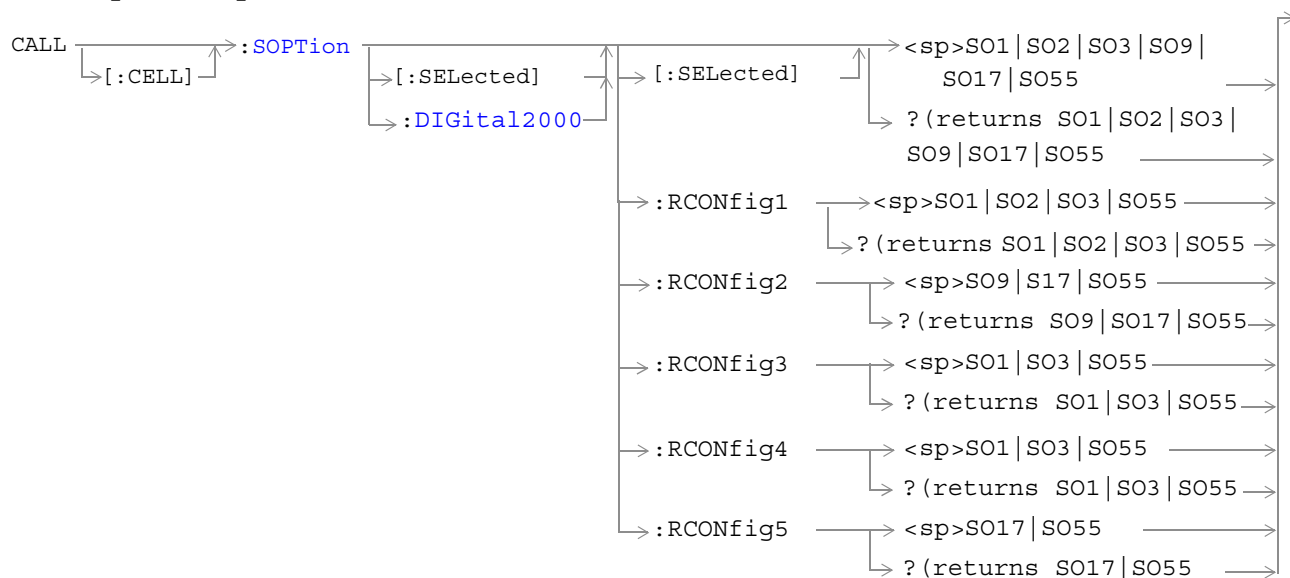 CALL :SOPTion <sp>SO1|SO2|SO3|SO9|
[:CELL] [:SELected] [:SELected] SO17|SO55
:DIGital2000 ?(returns SO1|SO2|SO3|
SO9|SO17|SO55
:RCONfig1 <sp>SO1|SO2|SO3|SO55
?(returns SO1|SO2|SO3|SO55
:RCONfig2 <sp>SO9|S17|SO55
?(returns SO9|SO17|SO55
:RCONfig3 <sp>SO1|SO3|SO55
?(returns SO1|SO3|SO55
:RCONfig4 <sp>SO1|SO3|SO55
?(returns SO1|SO3|SO55
:RCONfig5 <sp>SO17|SO55
?(returns SO17|SO55